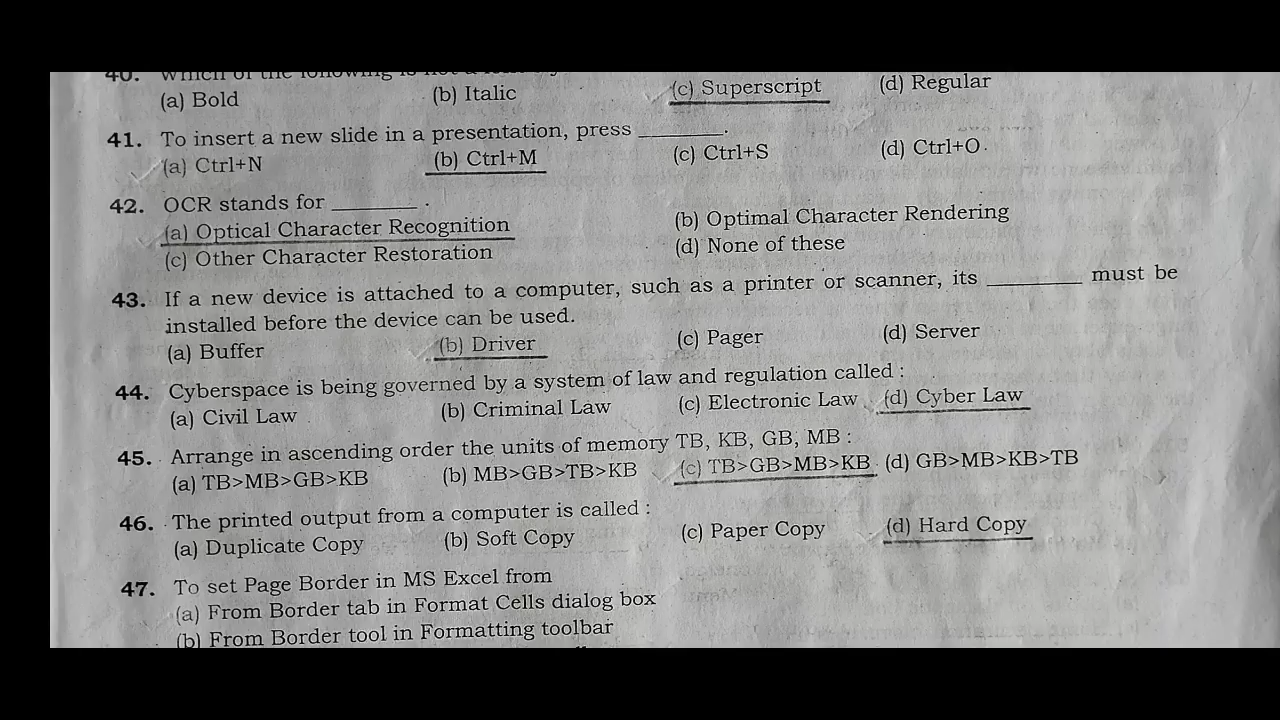 40. Which of the following is not a
(a) Bold (b) Italic (c) Superscript (d) Regular
41. To insert a new slide in a presentation, press ________.
(a) Ctrl+N (b) Ctrl+M (c) Ctrl+S (d) Ctrl+O.
42. OCR stands for ________ .
(a) Optical Character Recognition (b) Optimal Character Rendering
(c) Other Character Restoration (d) None of these
43. If a new device is attached to a computer, such as a printer or scanner, its ________ must be
installed before the device can be used.
(a) Buffer (b) Driver (c) Pager (d) Server
44. Cyberspace is being governed by a system of law and regulation called :
(a) Civil Law (b) Criminal Law (c) Electronic Law (d) Cyber Law
45. Arrange in ascending order the units of memory TB, KB, GB, MB :
(a) TB>MB>GB>KB (b) MB>GB>TB>KB (c) TB>GB>MB>KB (d) GB>MB>KB>TB
46. The printed output from a computer is called :
(a) Duplicate Copy (b) Soft Copy (c) Paper Copy (d) Hard Copy
47. To set Page Border in MS Excel from
(a) From Border tab in Format Cells dialog box
(b) From Border tool in Formatting toolbar